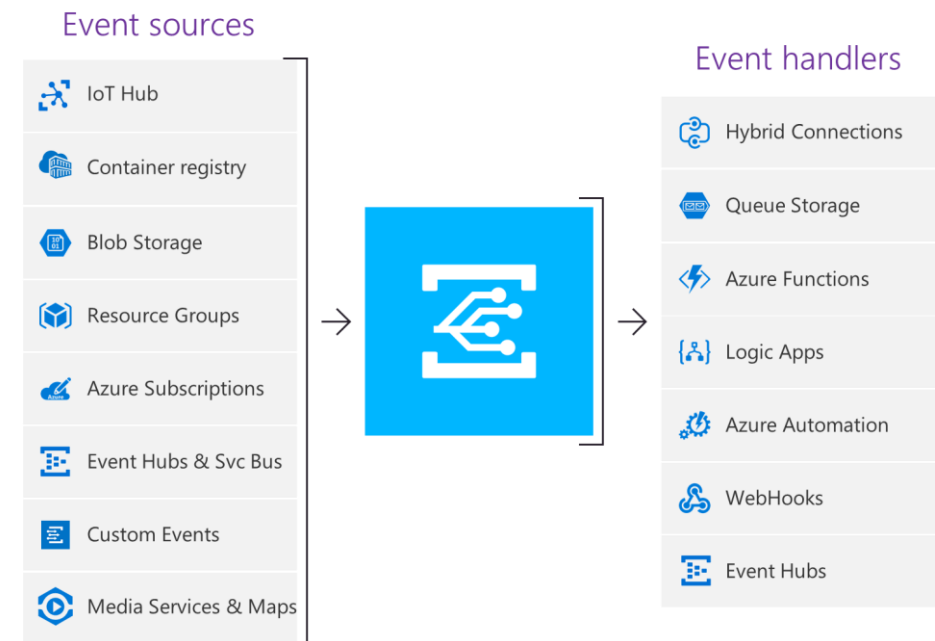 Event sources
IoT Hub
Container registry
Blob Storage
Resource Groups
Azure Subscriptions
Event Hubs & Svc Bus
Custom Events
Media Services & Maps
Event handlers
Hybrid Connections
Queue Storage
Azure Functions
Logic Apps
Azure Automation
WebHooks
Event Hubs